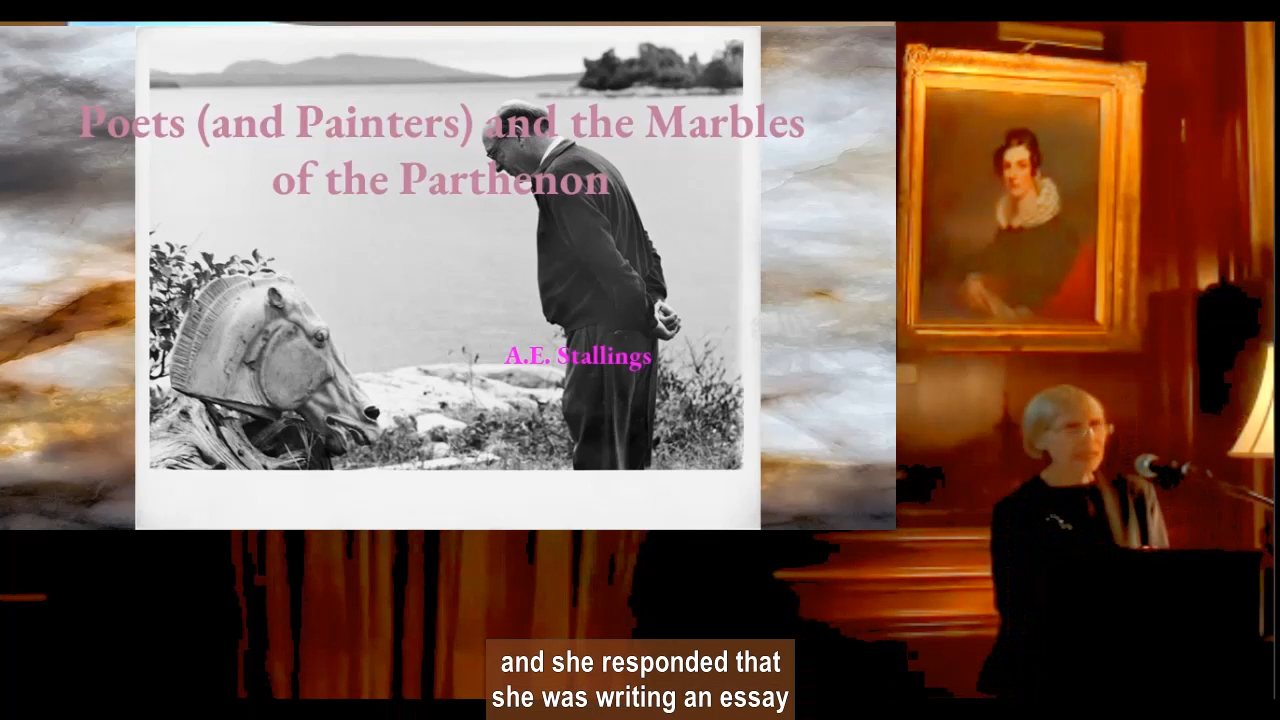 Poets (and Painters) and the Marbles
of the Parthenon
A.E. Stallings
and she responded that
she was writing an essay